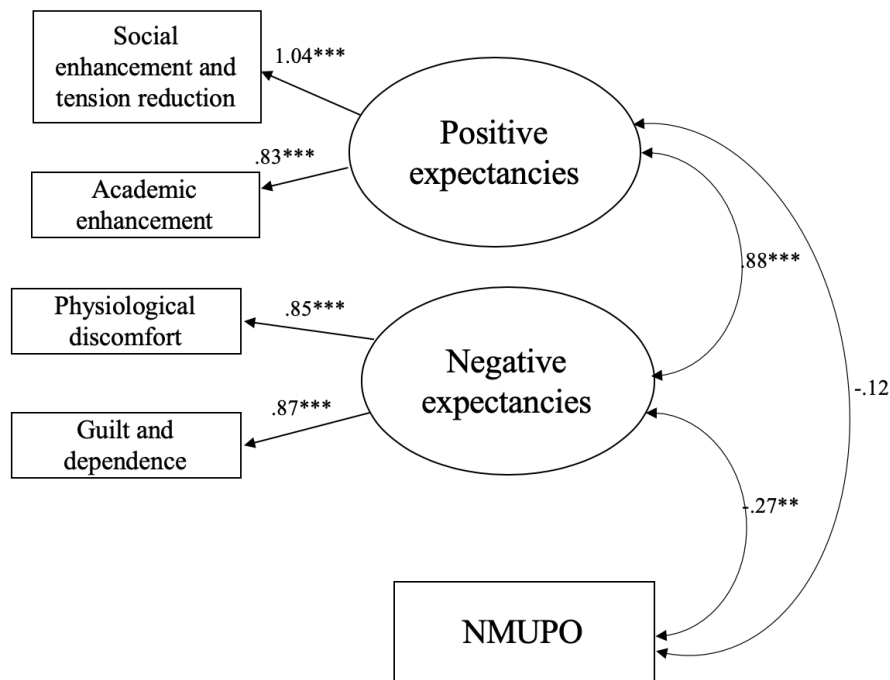 Social
enhancement and
tension reduction
1.04***
Positive
expectancies
.83***
Academic
enhancement
.88***
Physiological
discomfort
.85***
Negative
expectancies
-.12
.87***
Guilt and
dependence
-.27**
NMUPO